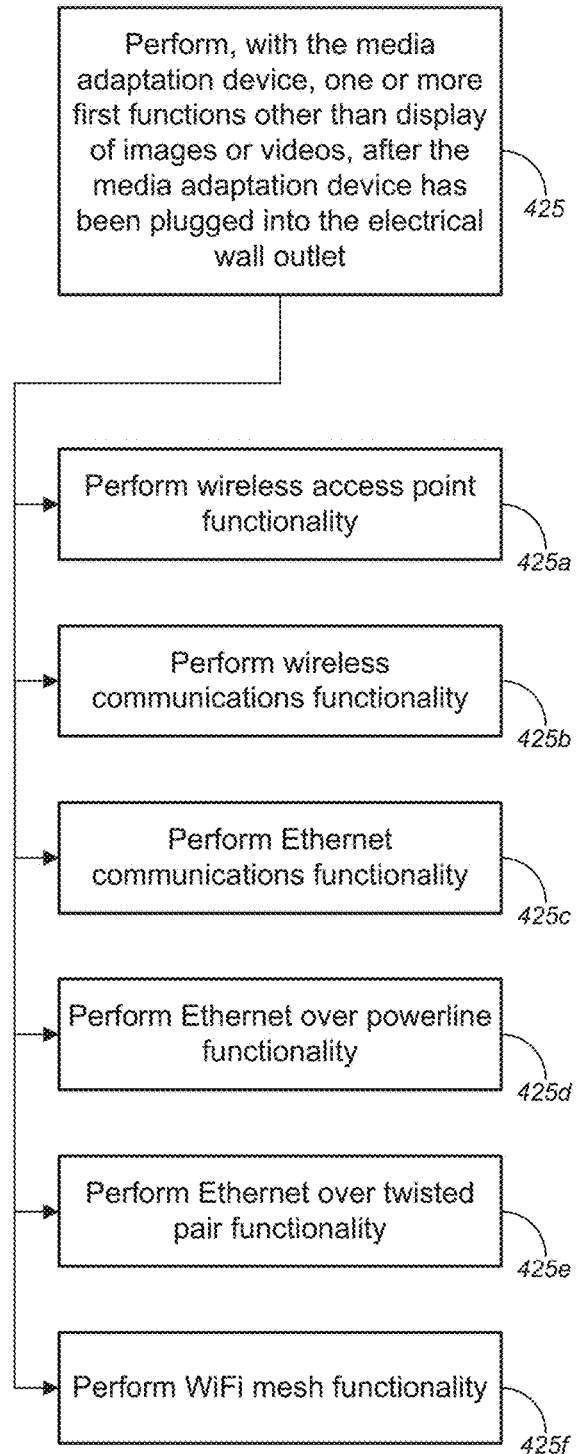 Perform, with the media
adaptation device, one or more
first functions other than display
of images or videos, after the
media adaptation device has
been plugged into the electrical
wall outlet
425
Perform wireless access point
functionality
425a
Perform wireless
communications functionality
425b
Perform Ethernet
communications functionality
425c
Perform Ethernet over powerline
functionality
425d
Perform Ethernet over twisted
pair functionality
425e
Perform WiFi mesh functionality
425f